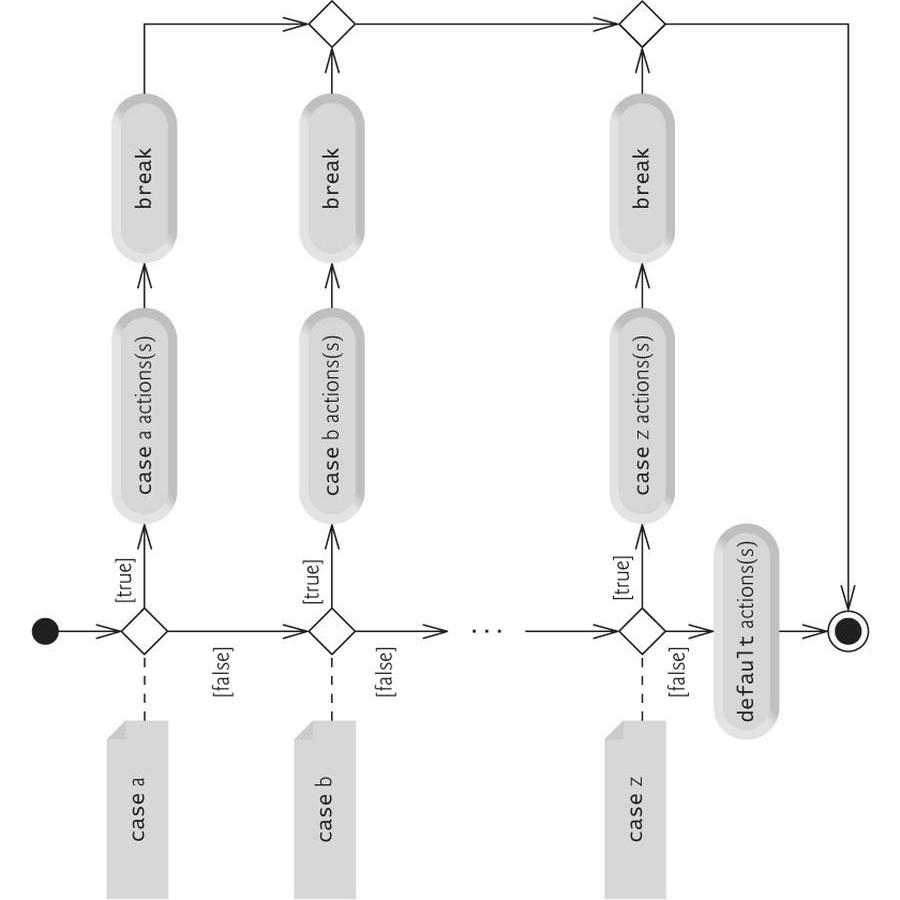 case a
[true]
case a actions(s)
break
[false]
case b
[true]
case b actions(s)
break
[false]
...
case z
[true]
case z actions(s)
break
[false]
default actions(s)